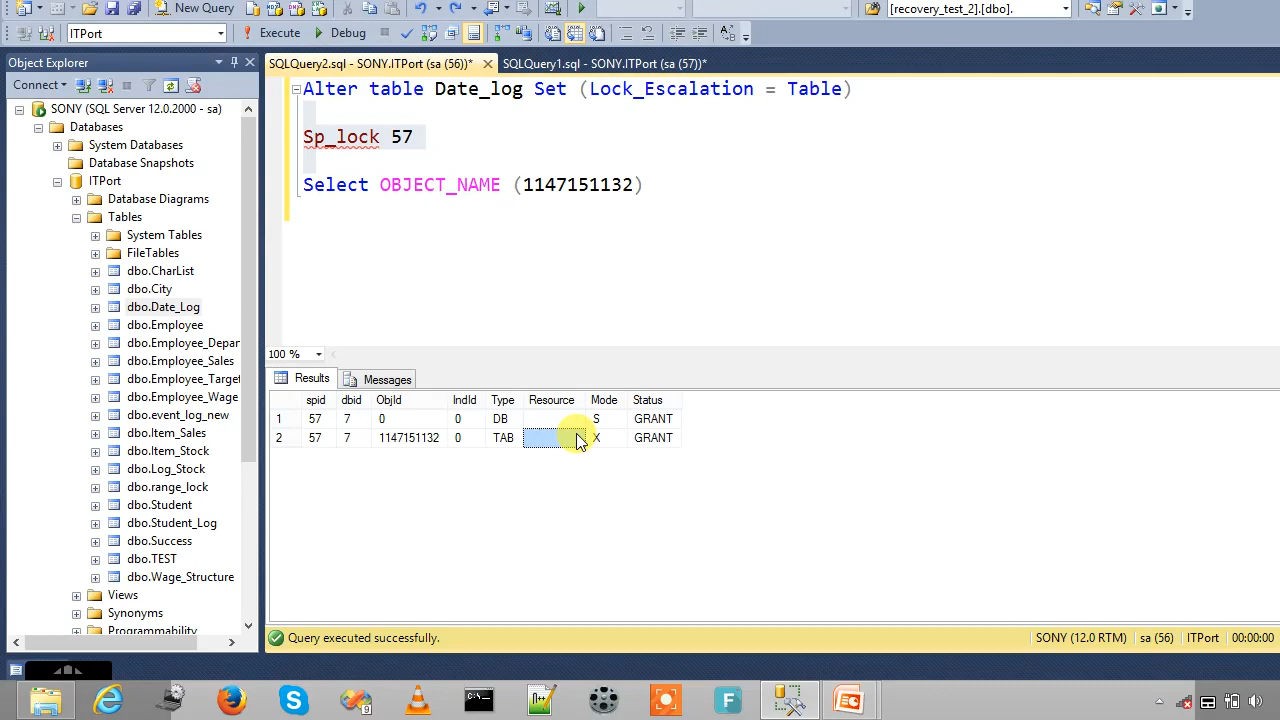 New Query
[recovery_test_2].[dbo].
ITPort
Execute
Debug
Object Explorer
SQLQuery2.sql - SONY.ITPort (sa (56))*
SQLQuery1.sql - SONY.ITPort (sa (57))*
Connect
SONY (SQL Server 12.0.2000 - sa)
Databases
System Databases
Database Snapshots
ITPort
Database Diagrams
Tables
System Tables
FileTables
dbo.CharList
dbo.City
dbo.Date_Log
dbo.Employee
dbo.Employee_Depar
dbo.Employee_Sales
dbo.Employee_Target
dbo.Employee_Wage
dbo.event_log_new
dbo.Item_Sales
dbo.Item_Stock
dbo.Log_Stock
dbo.range_lock
dbo.Student
dbo.Student_Log
dbo.Success
dbo.TEST
dbo.Wage_Structure
Views
Synonyms
Programmability
Alter table Date_log Set (Lock_Escalation = Table)
Sp_lock 57
Select OBJECT_NAME (1147151132)
100 %
Results
Messages
spid dbid ObjId IndId Type Resource Mode Status
1 57 7 0 0 DB S GRANT
2 57 7 1147151132 0 TAB X GRANT
Query executed successfully.
SONY (12.0 RTM)
sa (56)
ITPort
00:00:00